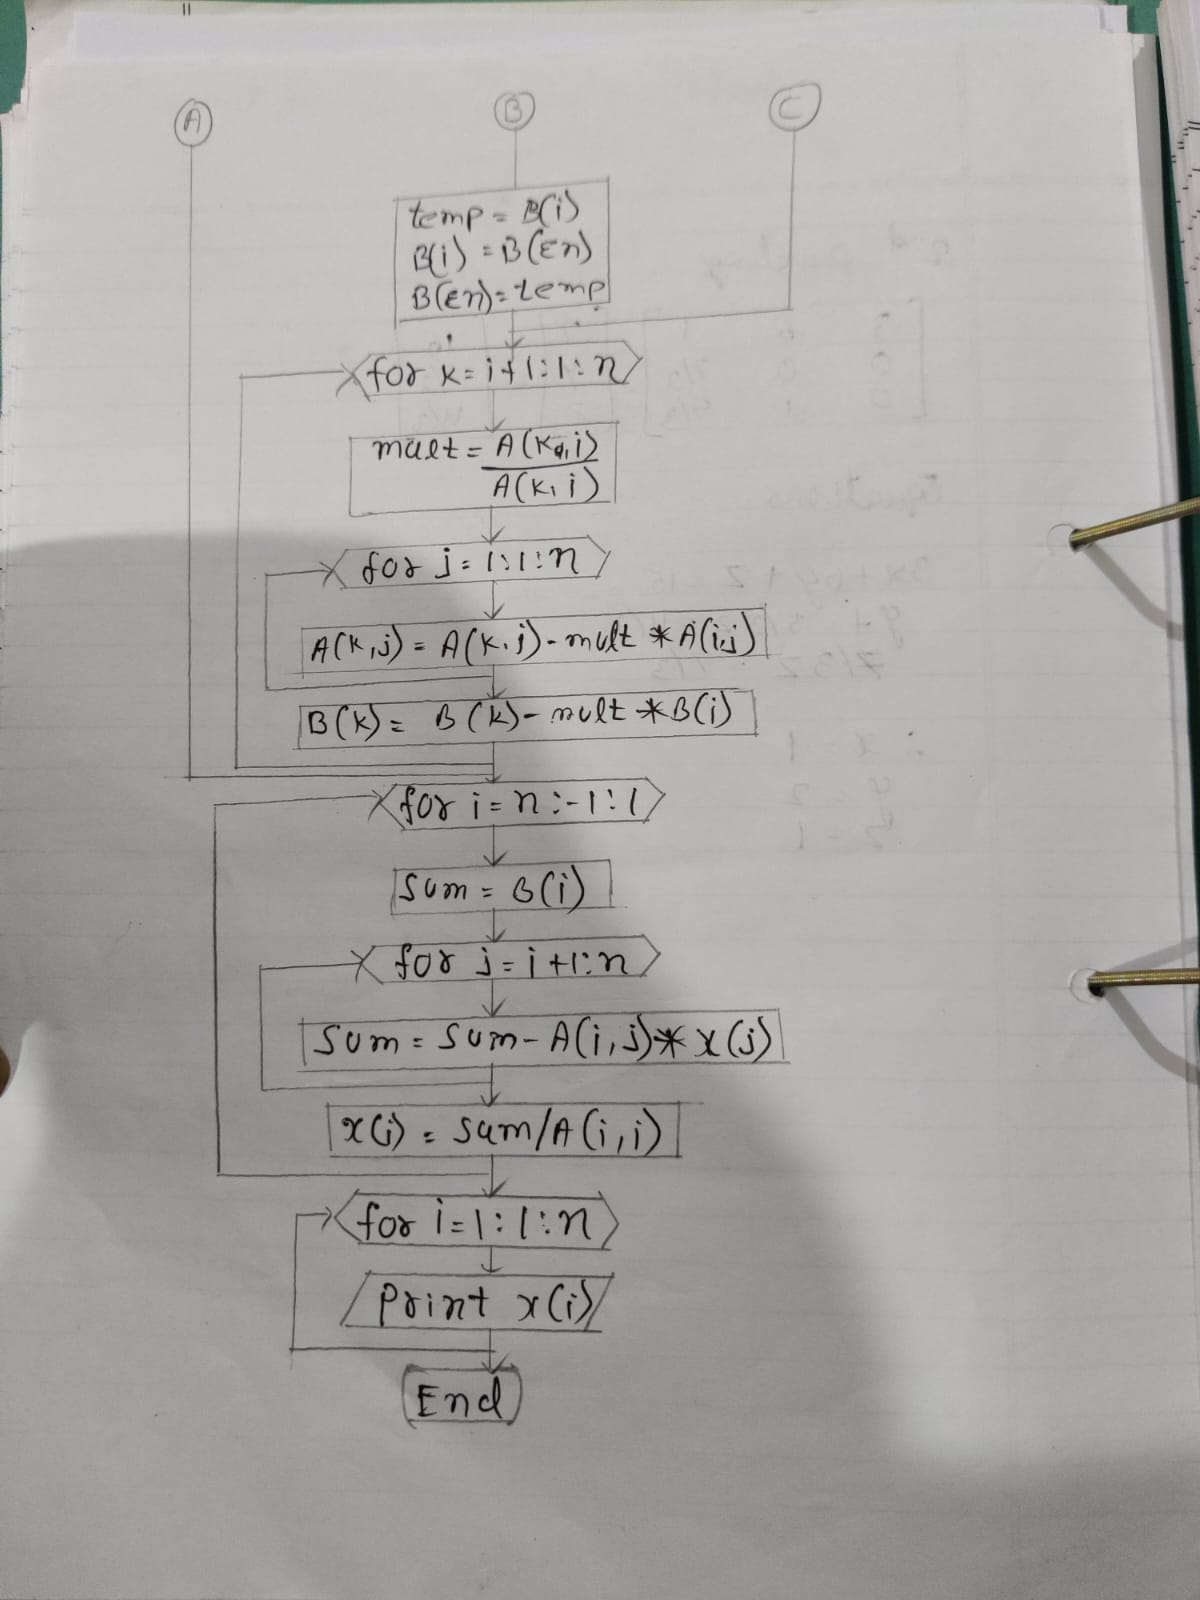 A B C
temp = B(i)
B(i) = B(En)
B(En) = temp
for k = i+1:1:n
mult = A(k,i)
A(k,i)
for j = 1:1:n
A(k,j) = A(k,j) - mult * A(i,j)
B(k) = B(k) - mult * B(i)
for i = n:-1:1
Sum = B(i)
for j = i+1:n
Sum = Sum - A(i,j) * x(j)
x(i) = Sum/A(i,i)
for i = 1:1:n
Print x(i)
End